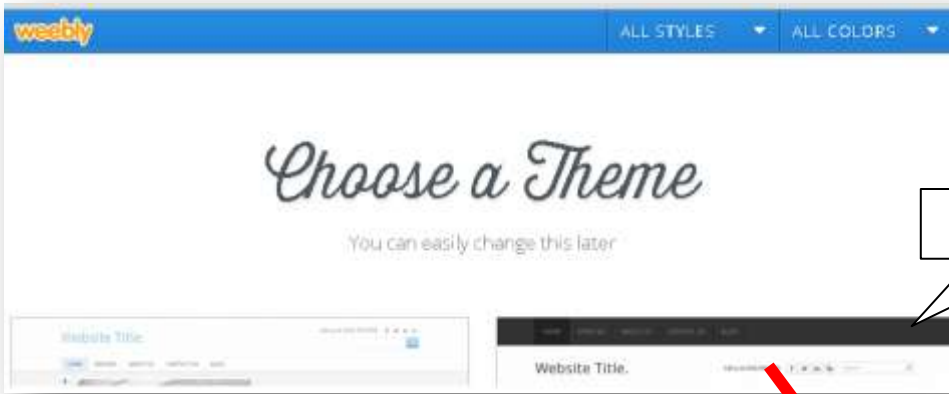 weebly
ALL STYLES ALL COLORS
Choose a Theme
You can easily change this later
Website Title.
Website Title.